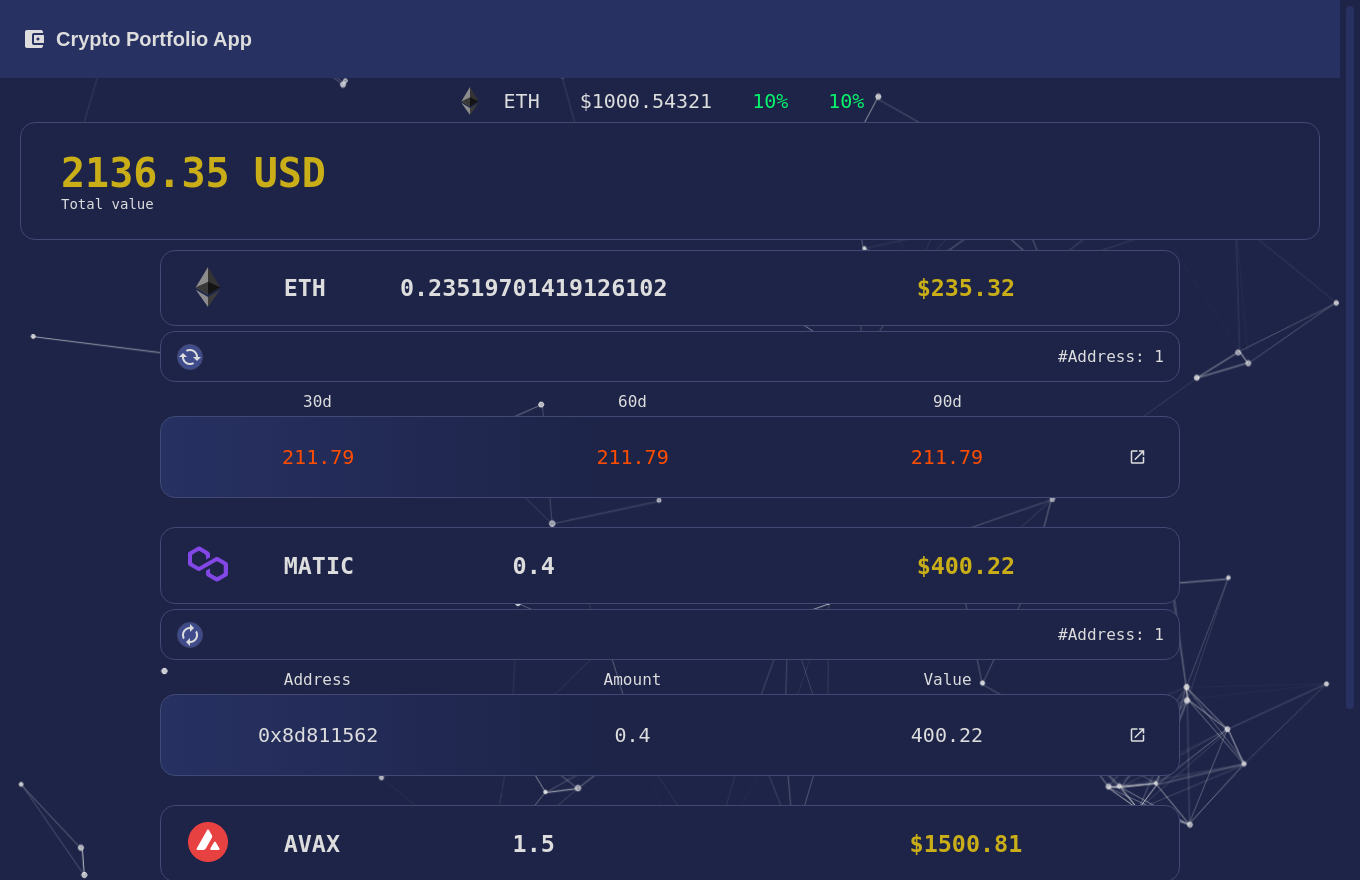 Crypto Portfolio App
ETH $1000.54321 10% 10%
2136.35 USD
Total value
ETH 0.23519701419126102 $235.32
#Address: 1
30d 60d 90d
211.79 211.79 211.79
MATIC 0.4 $400.22
#Address: 1
Address Amount Value
0x8d811562 0.4 400.22
AVAX 1.5 $1500.81